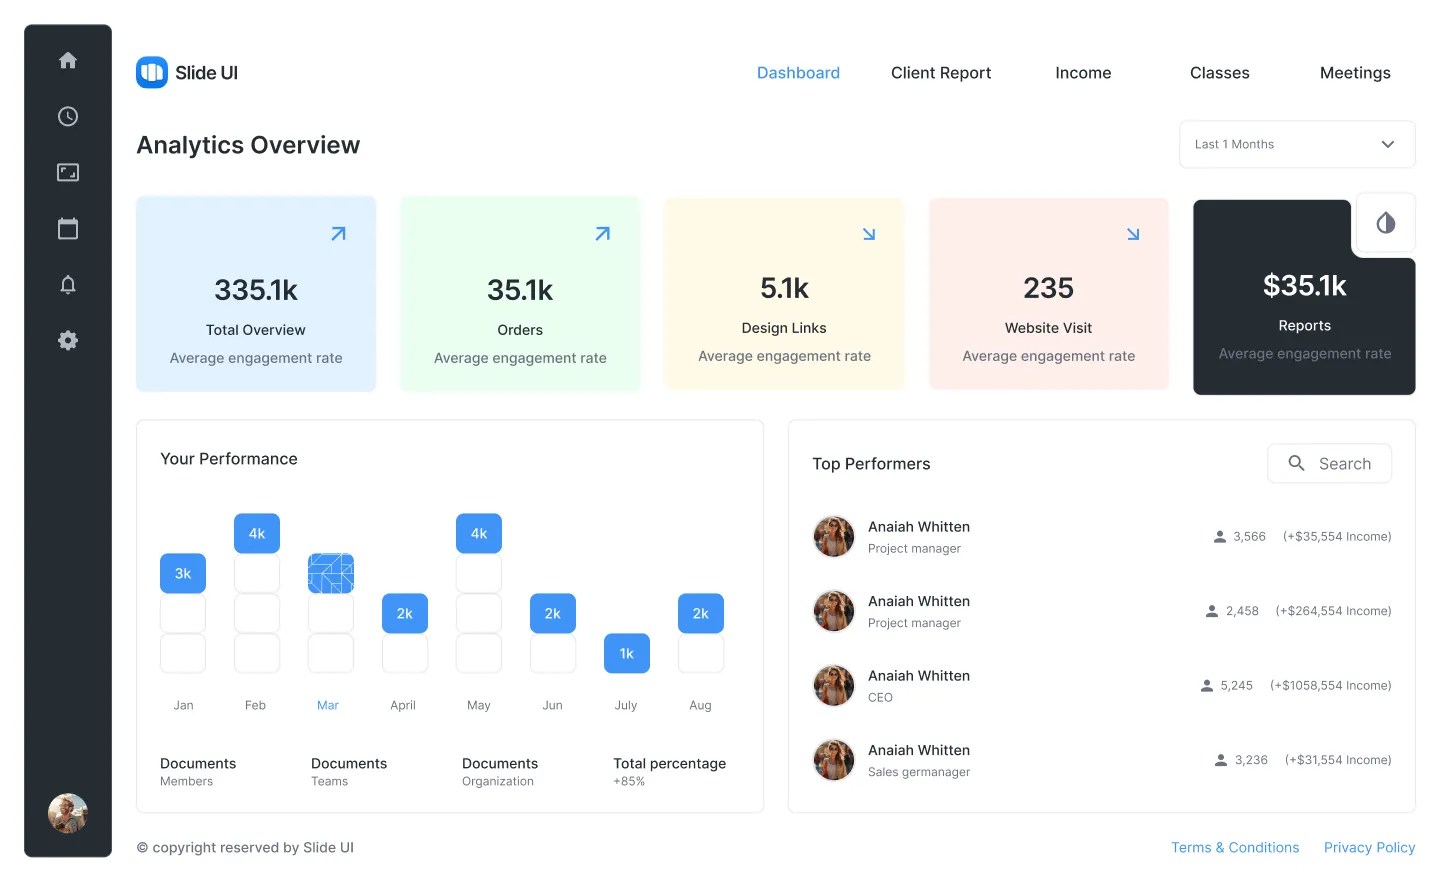 Slide UI
Dashboard
Client Report
Income
Classes
Meetings
Analytics Overview
Last 1 Months
335.1k
Total Overview
Average engagement rate
35.1k
Orders
Average engagement rate
5.1k
Design Links
Average engagement rate
235
Website Visit
Average engagement rate
$35.1k
Reports
Average engagement rate
Your Performance
3k
4k
2k
4k
2k
1k
2k
Jan
Feb
Mar
April
May
Jun
July
Aug
Documents
Members
Documents
Teams
Documents
Organization
Total percentage
+85%
Top Performers
Search
Anaiah Whitten
Project manager
3,566 (+$35,554 Income)
Anaiah Whitten
Project manager
2,458 (+$264,554 Income)
Anaiah Whitten
CEO
5,245 (+$1058,554 Income)
Anaiah Whitten
Sales germanager
3,236 (+$31,554 Income)
© copyright reserved by Slide UI
Terms & Conditions
Privacy Policy